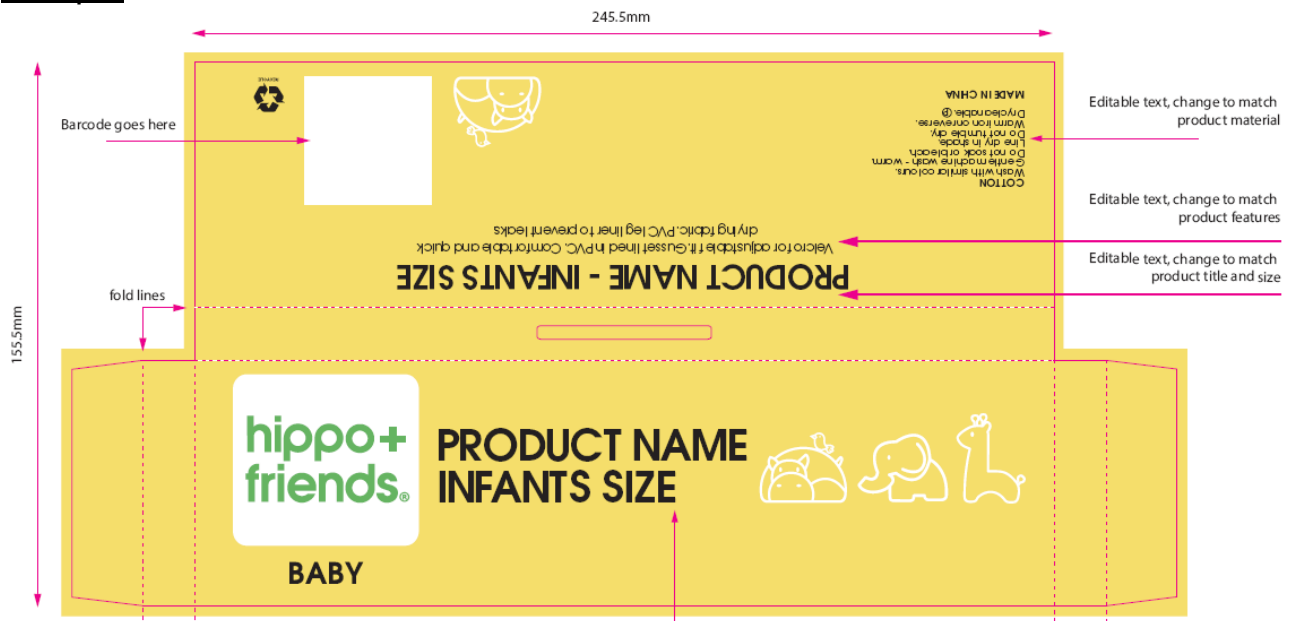 245.5mm
155.5mm
Barcode goes here
fold lines
Editable text, change to match
product material
Editable text, change to match
product features
Editable text, change to match
product title and size
PRODUCT NAME - INFANTS SIZE
Velcro for adjustable fit. Gusset lined in PVC. Comfortable and quick
drying fabric. PVC leg liner to prevent leaks
COTTON
Wash with similar colours.
Gentle machine wash - warm.
Do not soak or bleach.
Line dry in shade.
Do not tumble dry.
Warm iron on reverse.
Drycleanable. Ⓟ
MADE IN CHINA
hippo+
friends®
BABY
PRODUCT NAME
INFANTS SIZE